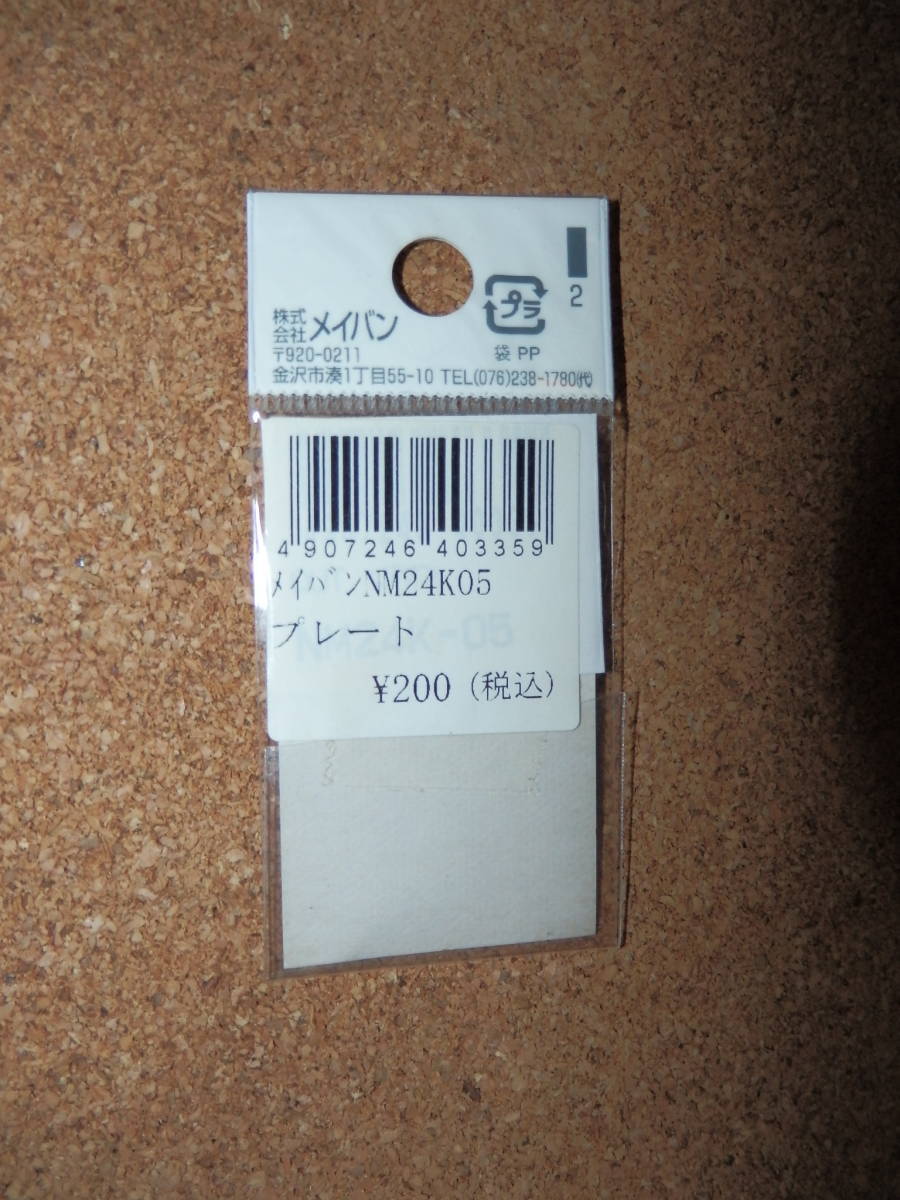 2
プラ
袋 PP
株式会社メイバン
〒920-0211
金沢市湊1丁目55-10 TEL(076)238-1780(代)
4 907246 403359
ﾒｲﾊﾞﾝNM24K05
プレート
NM24K-05
¥200 (税込)